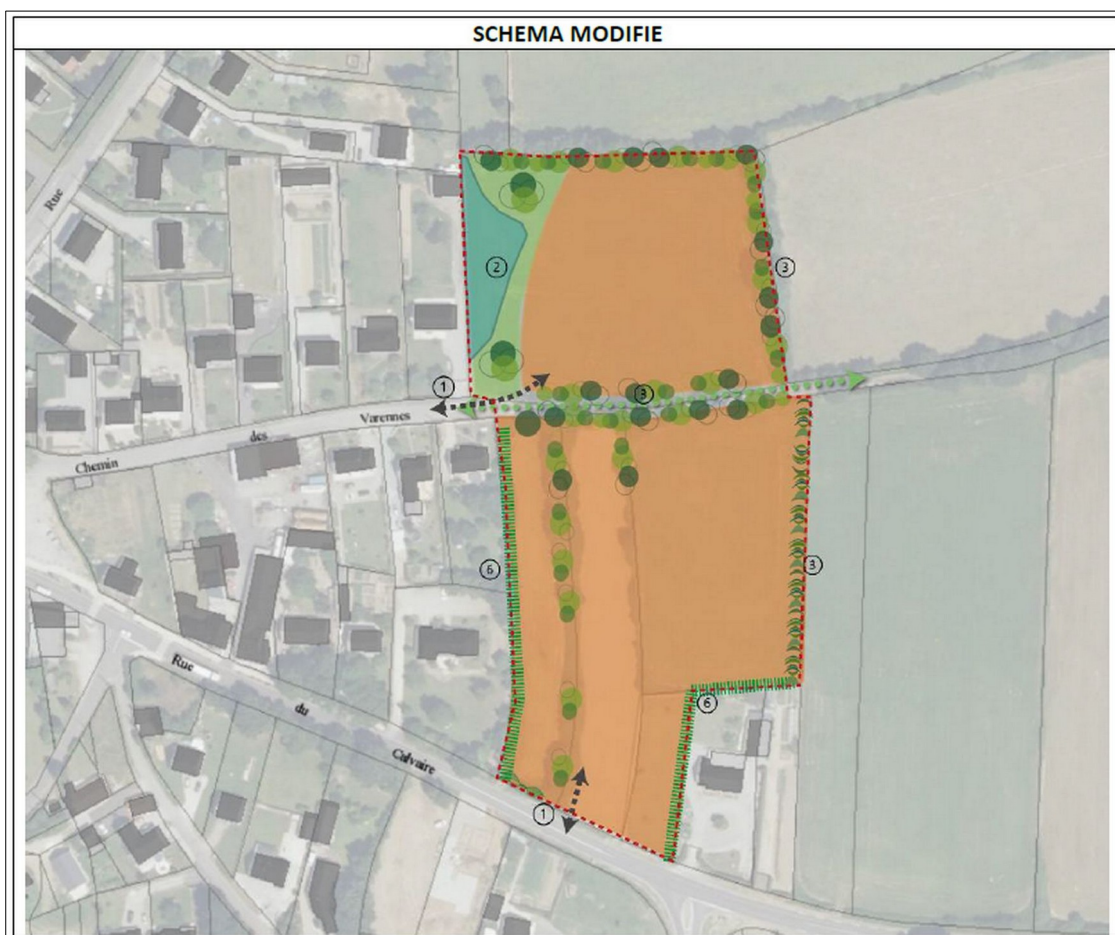 SCHEMA MODIFIE
Rue
2
3
1
3
Chemin des Varennes
6
3
Rue du Calvaire
6
1